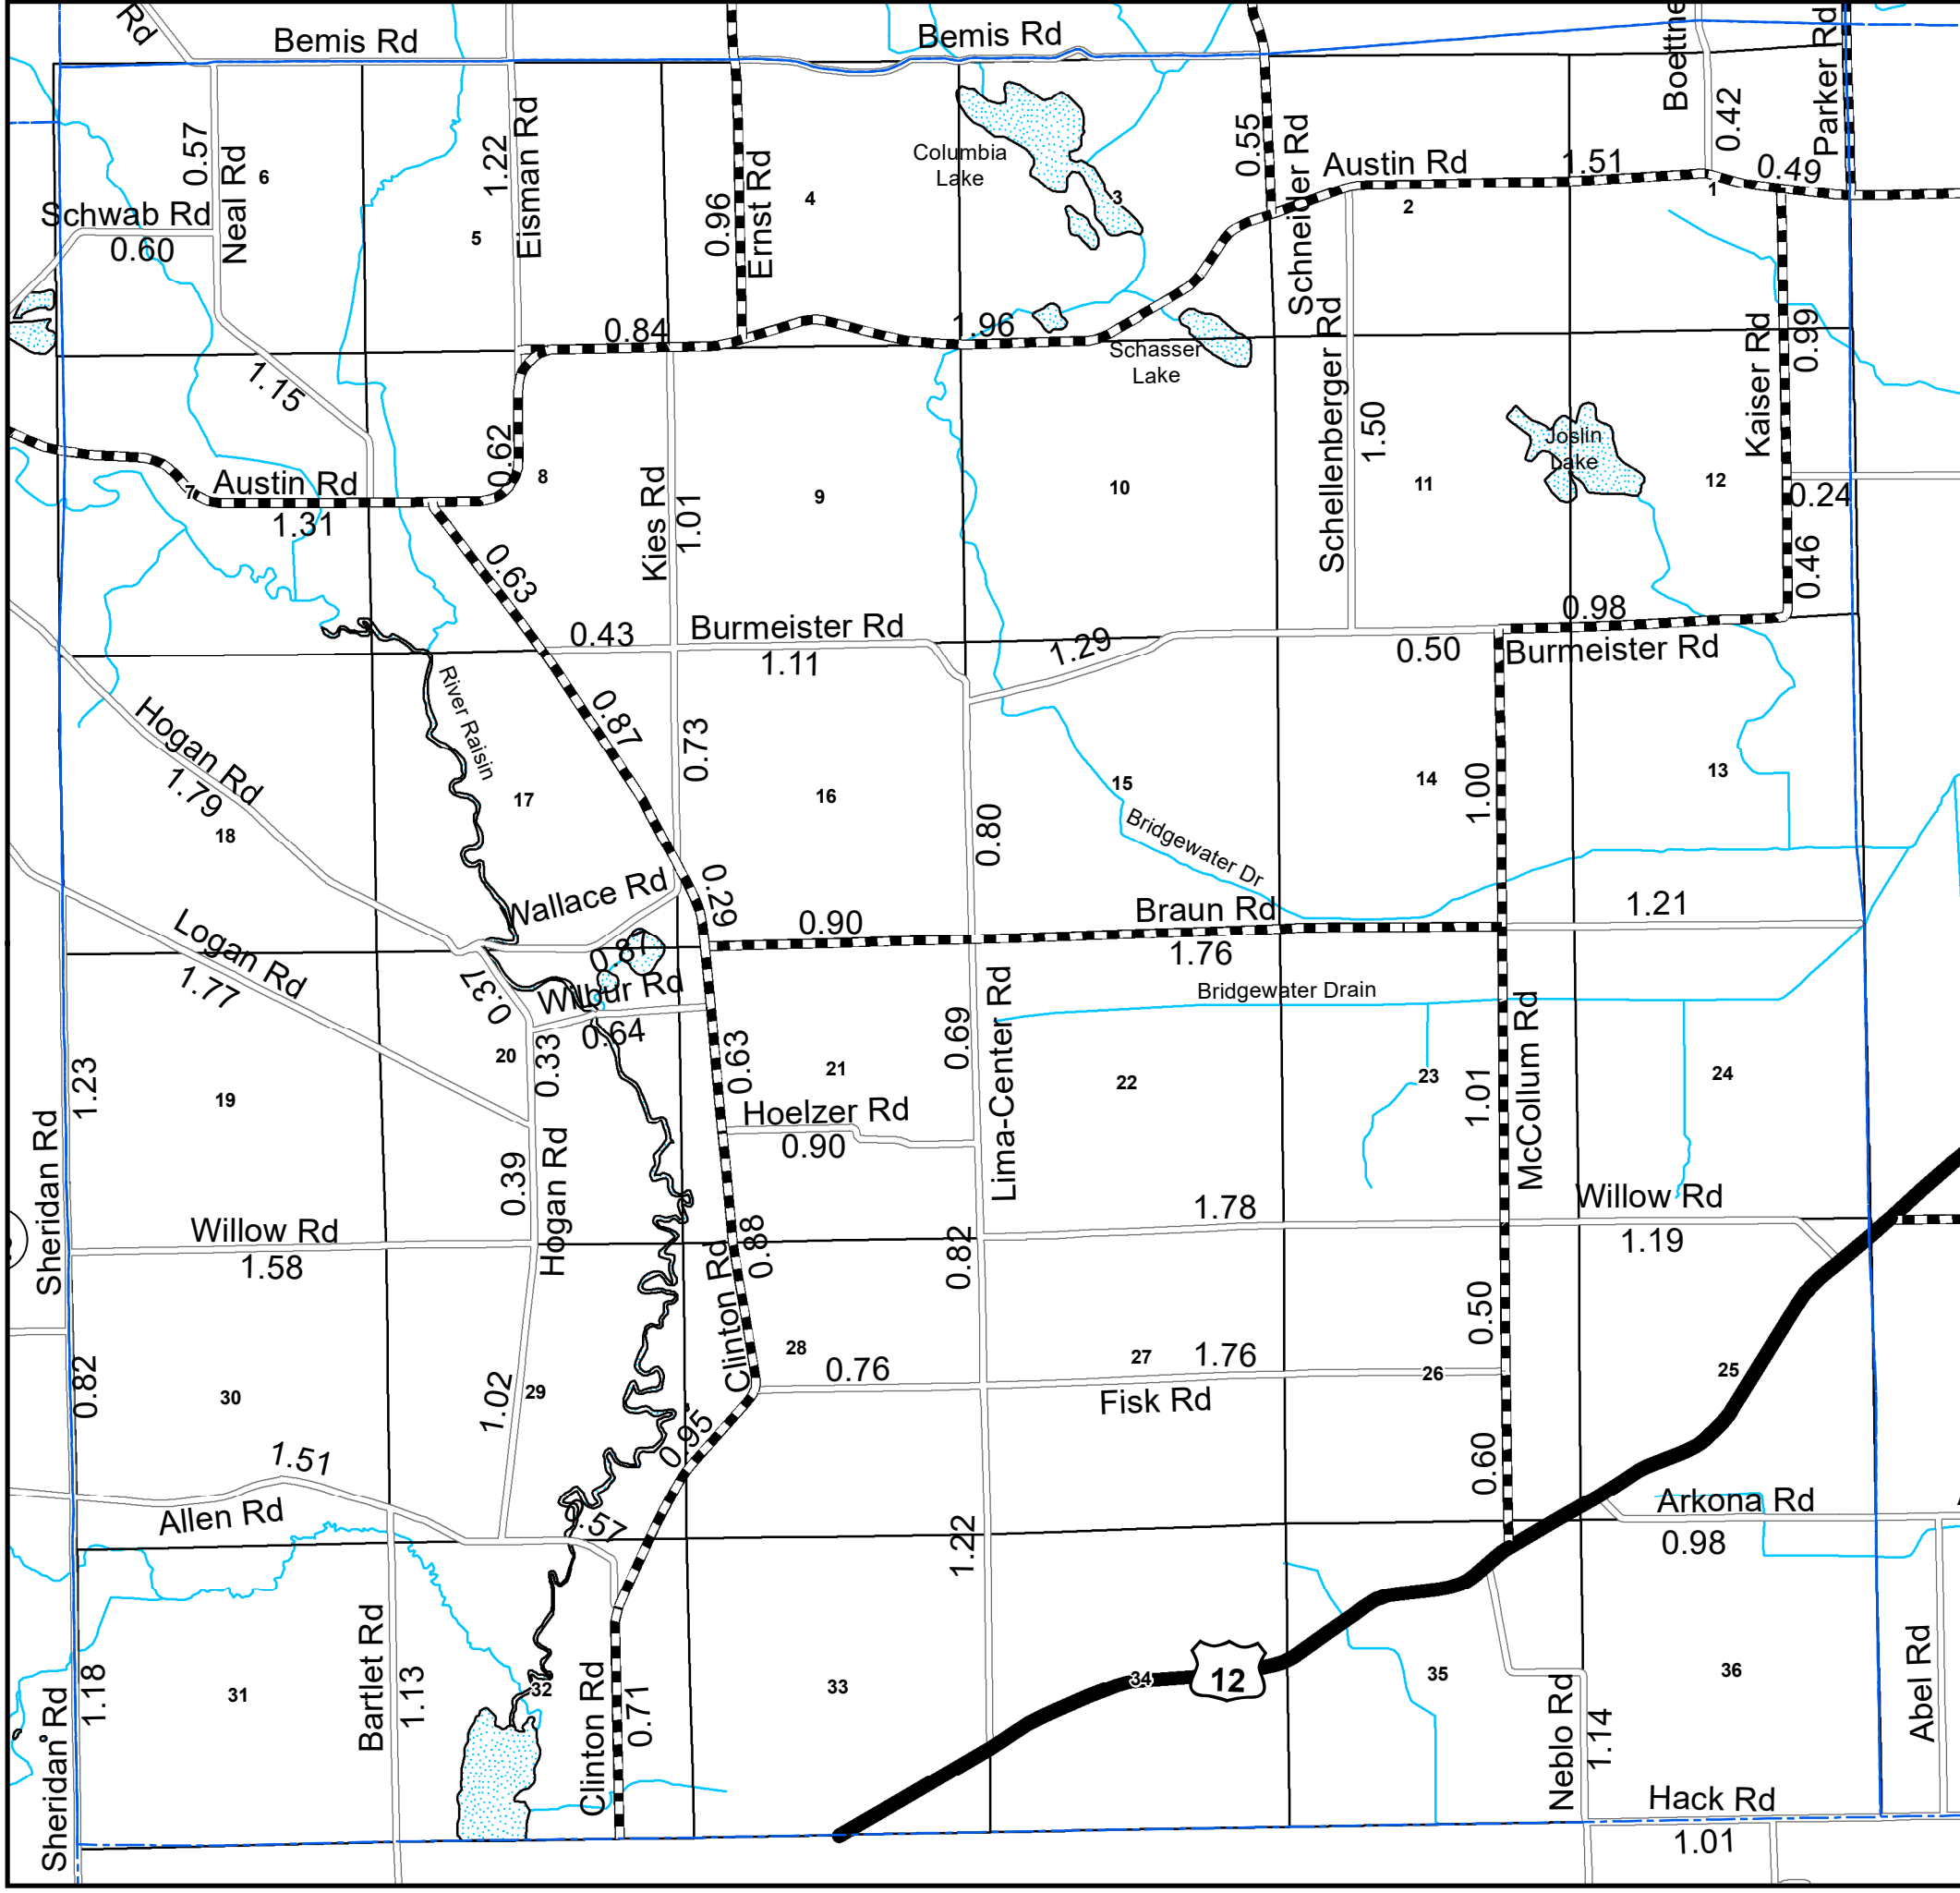 Rd
Bemis Rd
Bemis Rd
Boettne
Parker Rd
0.57
Neal Rd
6
1.22
Eisman Rd
0.96
Ernst Rd
4
Columbia
Lake
3
0.55
Schneider Rd
Austin Rd
1.51
0.42
0.49
1
2
Schwab Rd
0.60
5
0.84
1.96
Schasser
Lake
Schellenberger Rd
1.50
Kaiser Rd
0.99
1.15
0.62
8
Kies Rd
1.01
9
10
11
Joslin
Lake
12
0.24
0.46
7
Austin Rd
1.31
0.63
0.43
Burmeister Rd
1.11
1.29
0.50
0.98
Burmeister Rd
Hogan Rd
1.79
18
River Raisin
17
0.87
0.73
16
0.80
15
Bridgewater Dr
14
1.00
13
Wallace Rd
0.29
0.90
Braun Rd
1.76
1.21
Logan Rd
1.77
0.37
0.87
Wilbur Rd
0.64
Bridgewater Drain
20
0.33
0.63
21
0.69
Lima-Center Rd
22
23
1.01
McCollum Rd
24
1.23
19
Hoelzer Rd
0.90
Sheridan Rd
0.39
Hogan Rd
Willow Rd
1.58
Clinton Rd
0.88
0.82
1.78
Willow Rd
1.19
0.50
0.82
30
1.02
29
28
0.76
27
1.76
Fisk Rd
26
25
0.95
0.60
1.51
Allen Rd
0.57
1.22
Arkona Rd
0.98
Sheridan Rd
1.18
31
Bartlet Rd
1.13
32
Clinton Rd
0.71
33
34
12
35
Neblo Rd
1.14
36
Abel Rd
Hack Rd
1.01